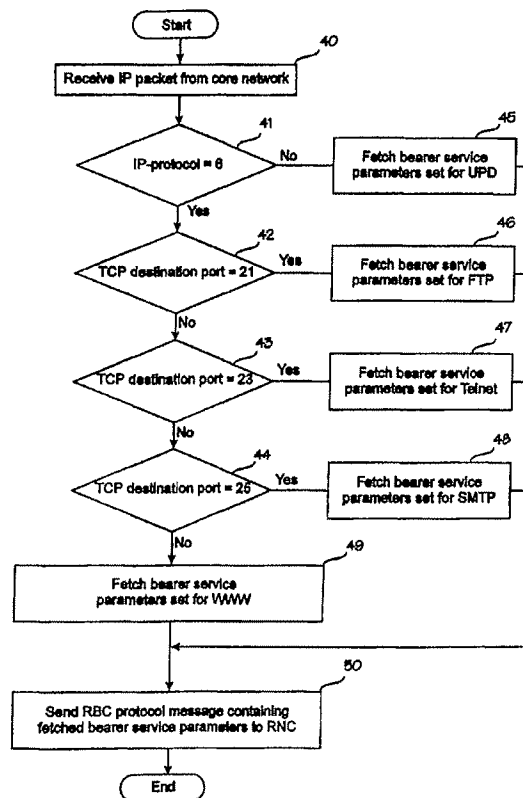 Start
40
Receive IP packet from core network
41
IP-protocol = 6
No
45
Fetch bearer service
parameters set for UPD
Yes
42
TCP destination port = 21
Yes
46
Fetch bearer service
parameters set for FTP
No
43
TCP destination port = 23
Yes
47
Fetch bearer service
parameters set for Telnet
No
44
TCP destination port = 25
Yes
48
Fetch bearer service
parameters set for SMTP
No
49
Fetch bearer service
parameters set for WWW
50
Send RBC protocol message containing
fetched bearer service parameters to RNC
End